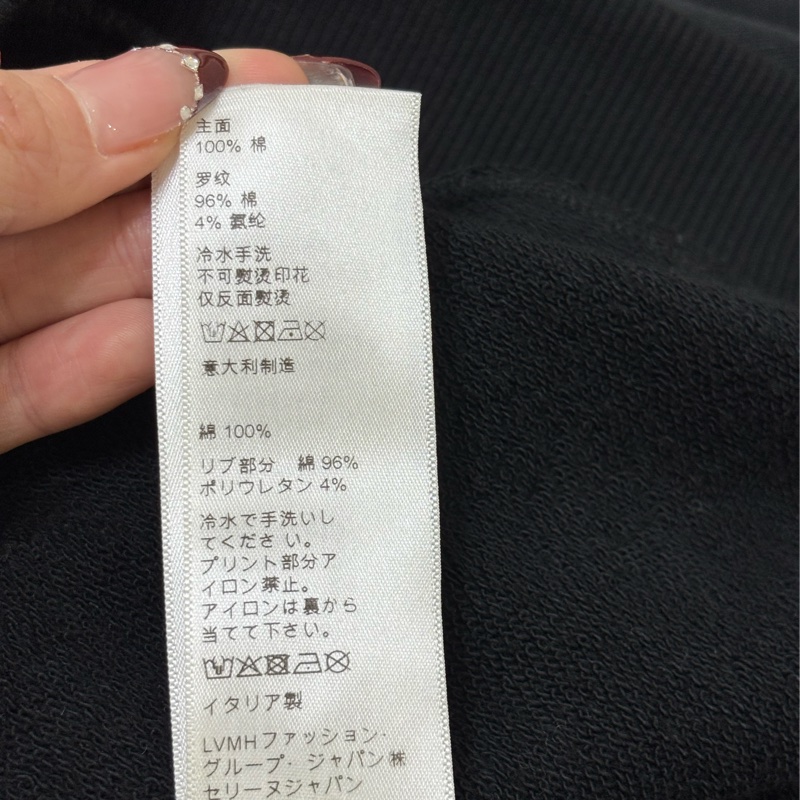 主面
100% 棉
罗纹
96% 棉
4% 氨纶
冷水手洗
不可熨烫印花
仅反面熨烫
意大利制造
綿 100%
リブ部分　綿 96%
ポリウレタン 4%
冷水で手洗いし
てくださ い。
プリント部分ア
イロン禁止。
アイロンは裏から
当てて下さい。
イタリア製
LVMHファッション·
グループ· ジャパン㈱
セリーヌジャパン